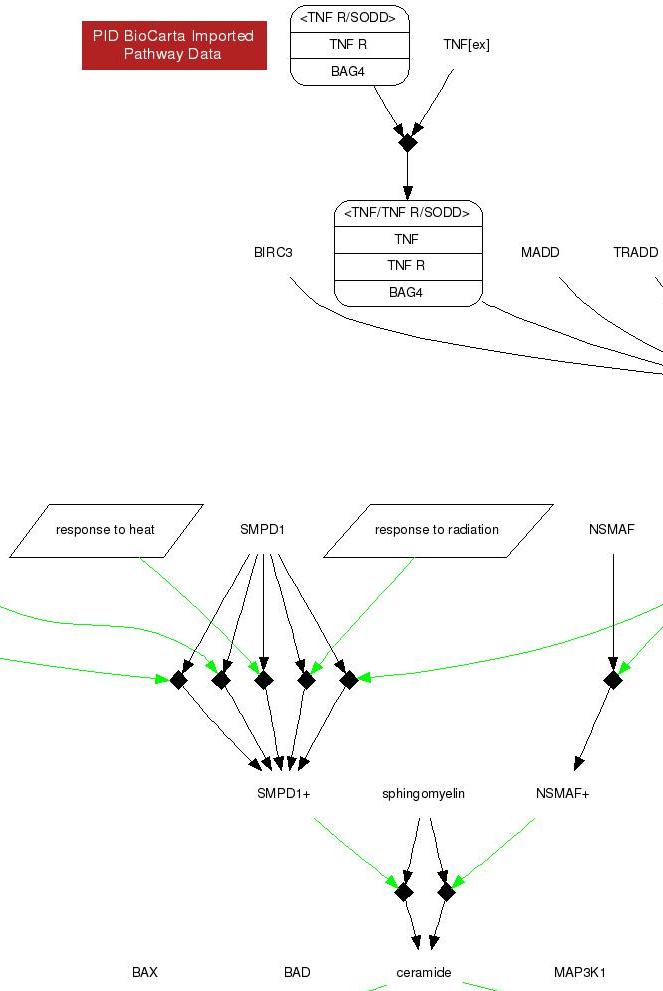 PID BioCarta Imported
Pathway Data
<TNF R/SODD>
TNF R
BAG4
TNF[ex]
<TNF/TNF R/SODD>
TNF
TNF R
BAG4
BIRC3
MADD
TRADD
response to heat
SMPD1
response to radiation
NSMAF
SMPD1+
sphingomyelin
NSMAF+
BAX
BAD
ceramide
MAP3K1